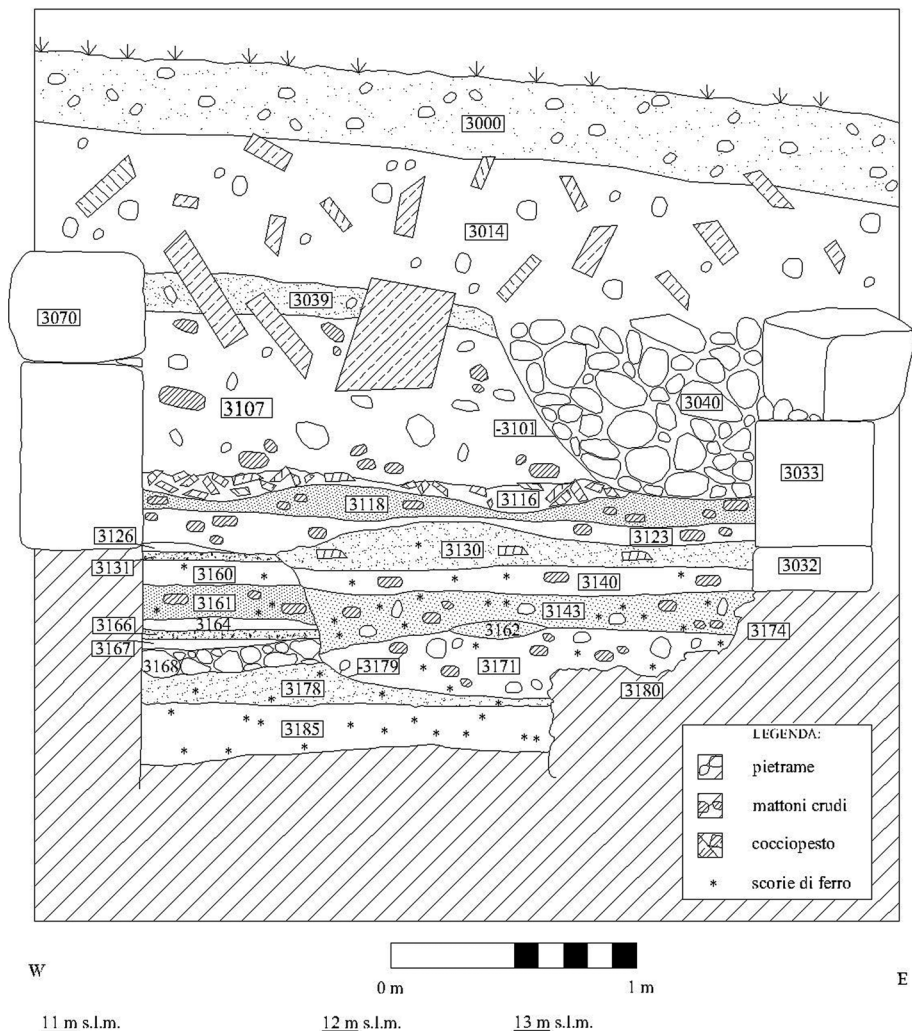 3000
3014
3070
3039
3040
3107
-3101
3033
3118
3116
3126
3123
3130
3131
3160
3140
3032
3161
3143
3166
3164
3162
3174
3167
3168
-3179
3171
3178
3180
3185
LEGENDA:
pietrame
mattoni crudi
cocciopesto
scorie di ferro
W
E
0 m
1 m
11 m s.l.m.
12 m s.l.m.
13 m s.l.m.